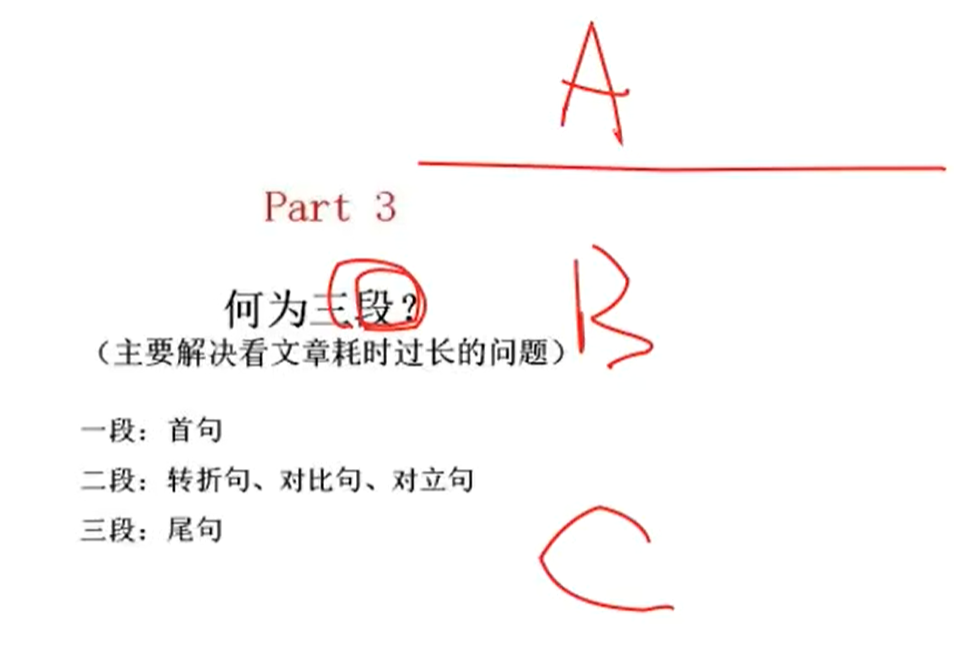 A
Part 3
何为三段？
（主要解决看文章耗时过长的问题）
B
一段：首句
二段：转折句、对比句、对立句
三段：尾句
C